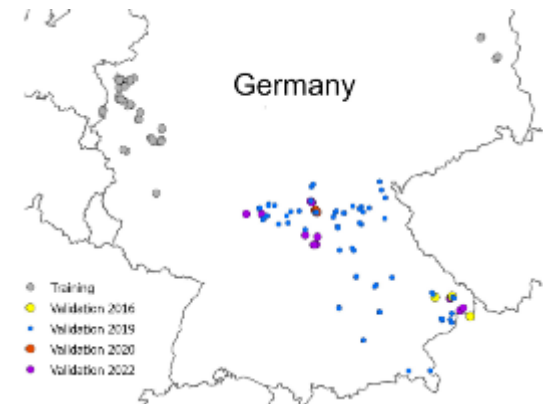 Germany
Training
Validation 2016
Validation 2019
Validation 2020
Validation 2022